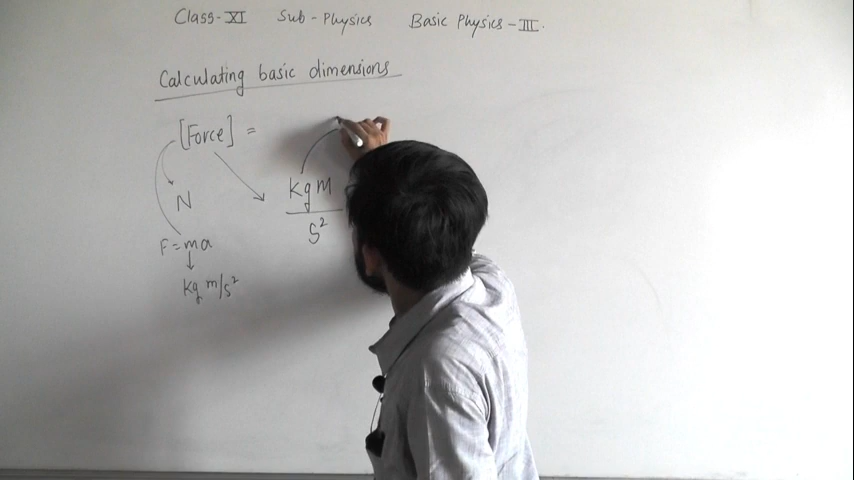 Class-XI Sub-Physics Basic Physics-III.
Calculating basic dimensions
[Force] =
kg m
s²
N
F=ma
kg m/s²